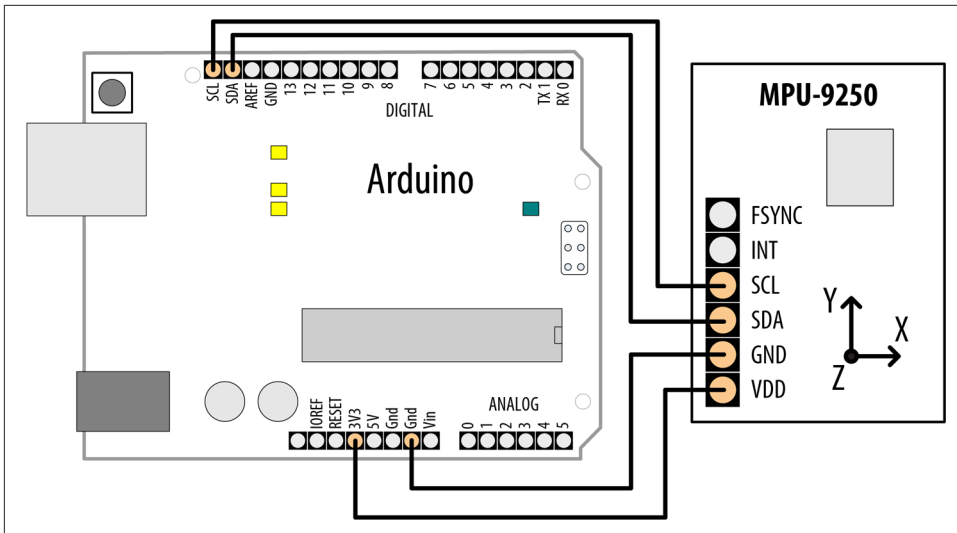 SCL SDA AREF GND 13 12 11 10 9 8 7 6 5 4 3 2 TX 1 RX 0
DIGITAL
Arduino
IOREF RESET 3V3 5V Gnd Gnd Vin
ANALOG
0 1 2 3 4 5
MPU-9250
FSYNC
INT
SCL
SDA
GND
VDD
Y
X
Z